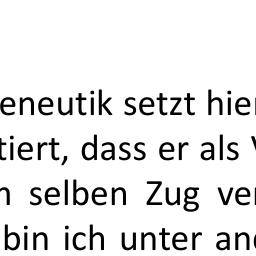 eneutik setzt hier
tiert, dass er als
n selben Zug ver
bin ich unter and